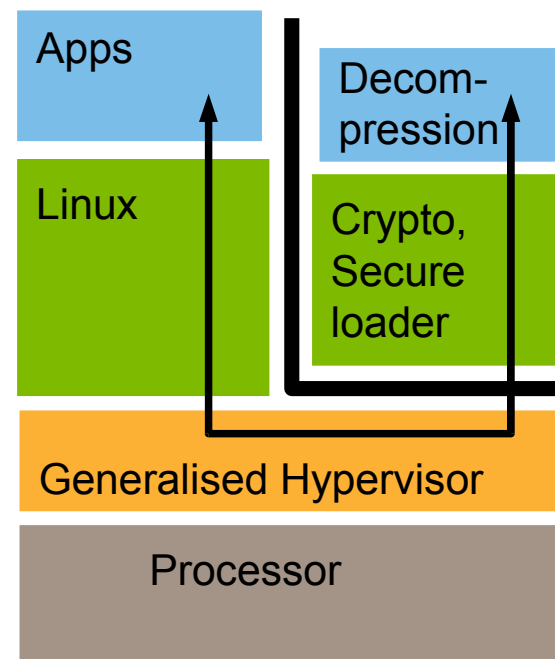 Apps
Decom-
pression
Linux
Crypto,
Secure
loader
Generalised Hypervisor
Processor